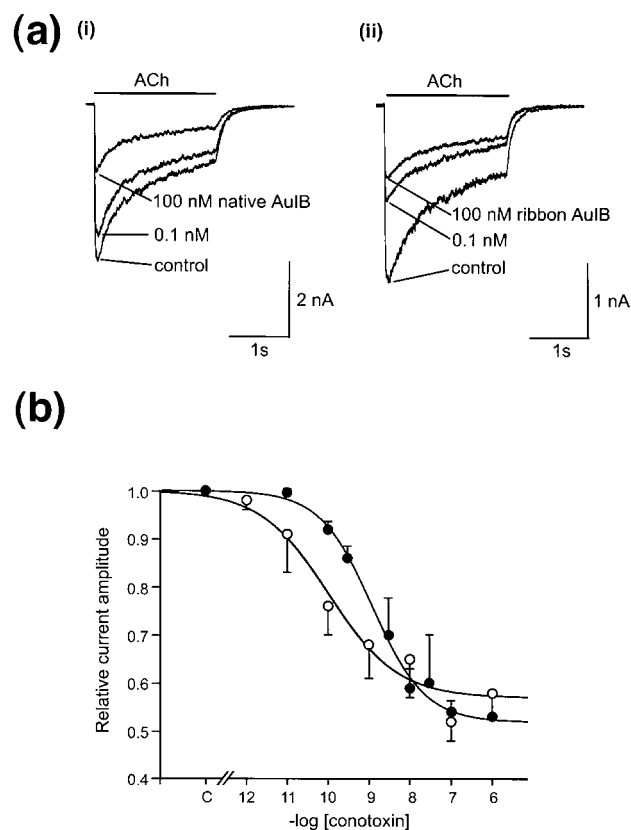 (a) (i) (ii)
ACh ACh
100 nM native AuIB
0.1 nM
control
2 nA
1s
100 nM ribbon AuIB
0.1 nM
control
1 nA
1s
(b)
Relative current amplitude
1.0
0.9
0.8
0.7
0.6
0.5
0.4
C 12 11 10 9 8 7 6
-log [conotoxin]